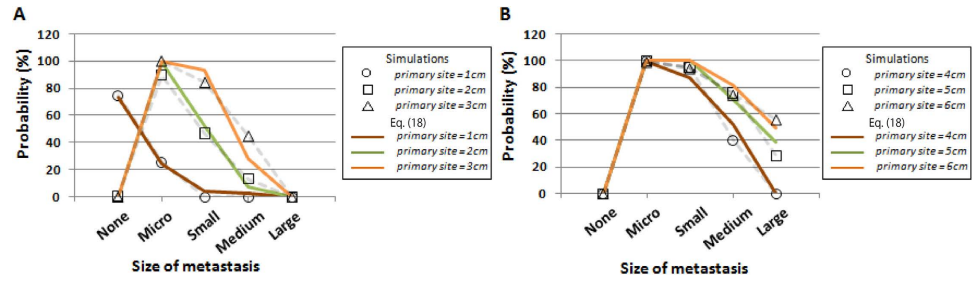 A
Probability (%)
120
100
80
60
40
20
0
None
Micro
Small
Medium
Large
Size of metastasis
Simulations
primary site = 1cm
primary site = 2cm
primary site = 3cm
Eq. (18)
primary site = 1cm
primary site = 2cm
primary site = 3cm
B
Probability (%)
120
100
80
60
40
20
0
None
Micro
Small
Medium
Large
Size of metastasis
Simulations
primary site = 4cm
primary site = 5cm
primary site = 6cm
Eq. (18)
primary site = 4cm
primary site = 5cm
primary site = 6cm